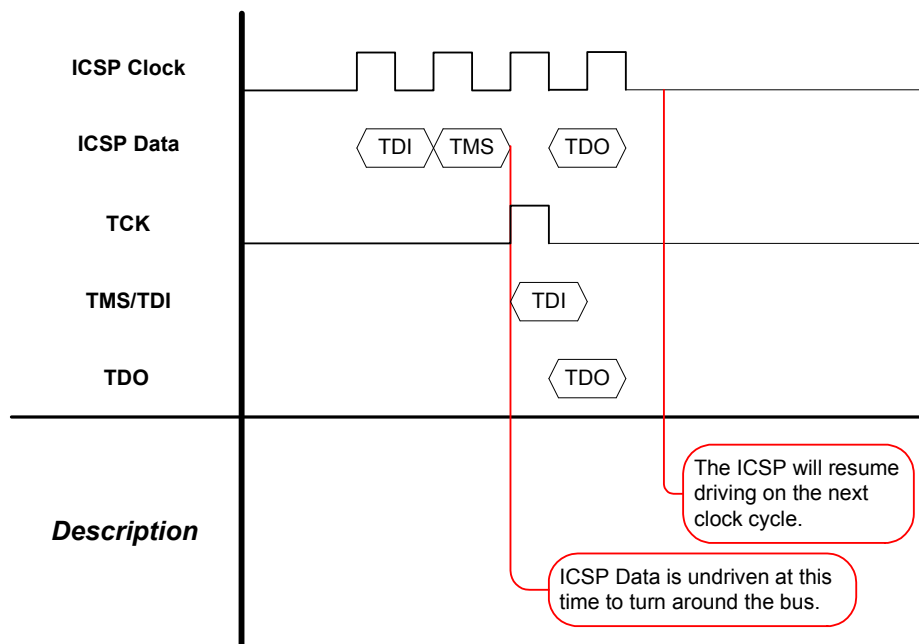 ICSP Clock
ICSP Data
TDI
TMS
TDO
TCK
TMS/TDI
TDI
TDO
TDO
Description
The ICSP will resume
driving on the next
clock cycle.
ICSP Data is undriven at this
time to turn around the bus.